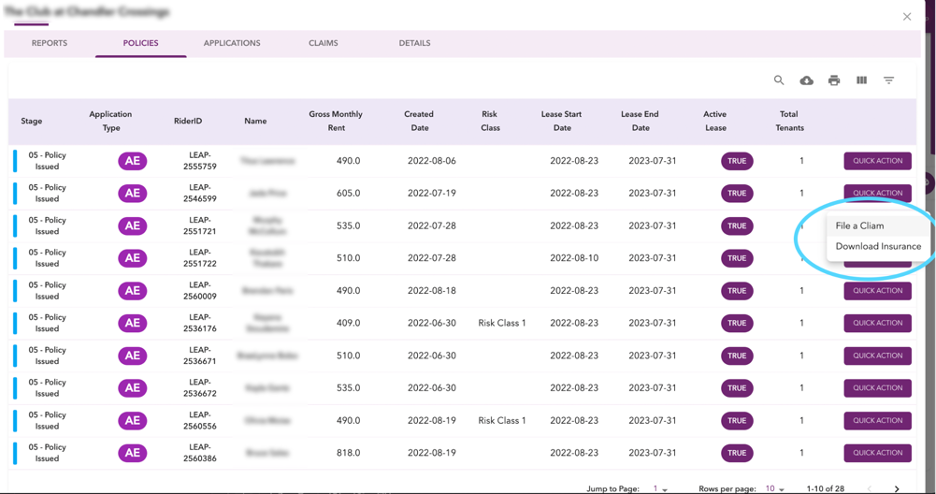 The Club at Chandler Crossings
REPORTS POLICIES APPLICATIONS CLAIMS DETAILS
Stage Application Type RiderID Name Gross Monthly Rent Created Date Risk Class Lease Start Date Lease End Date Active Lease Total Tenants
05 - Policy Issued AE LEAP-2555759 490.0 2022-08-06 2022-08-23 2023-07-31 TRUE 1 QUICK ACTION
05 - Policy Issued AE LEAP-2546599 605.0 2022-07-19 2022-08-23 2023-07-31 TRUE 1 QUICK ACTION
05 - Policy Issued AE LEAP-2551721 535.0 2022-07-28 2022-08-23 2023-07-31 TRUE 1
File a Cliam
Download Insurance
05 - Policy Issued AE LEAP-2551722 510.0 2022-07-28 2022-08-10 2023-07-31 TRUE 1
05 - Policy Issued AE LEAP-2560009 490.0 2022-08-18 2022-08-23 2023-07-31 TRUE 1 QUICK ACTION
05 - Policy Issued AE LEAP-2536176 409.0 2022-06-30 Risk Class 1 2022-08-23 2023-07-31 TRUE 1 QUICK ACTION
05 - Policy Issued AE LEAP-2536671 510.0 2022-06-30 2022-08-23 2023-07-31 TRUE 1 QUICK ACTION
05 - Policy Issued AE LEAP-2536672 535.0 2022-06-30 2022-08-23 2023-07-31 TRUE 1 QUICK ACTION
05 - Policy Issued AE LEAP-2560556 490.0 2022-08-19 Risk Class 1 2022-08-23 2023-07-31 TRUE 1 QUICK ACTION
05 - Policy Issued AE LEAP-2560386 818.0 2022-08-19 2022-08-23 2023-07-31 TRUE 1 QUICK ACTION
Jump to Page: 1 Rows per page: 10 1-10 of 28